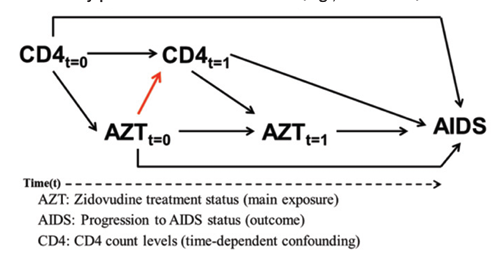 CD4t=0
CD4t=1
AZTt=0
AZTt=1
AIDS
Time(t)
AZT: Zidovudine treatment status (main exposure)
AIDS: Progression to AIDS status (outcome)
CD4: CD4 count levels (time-dependent confounding)